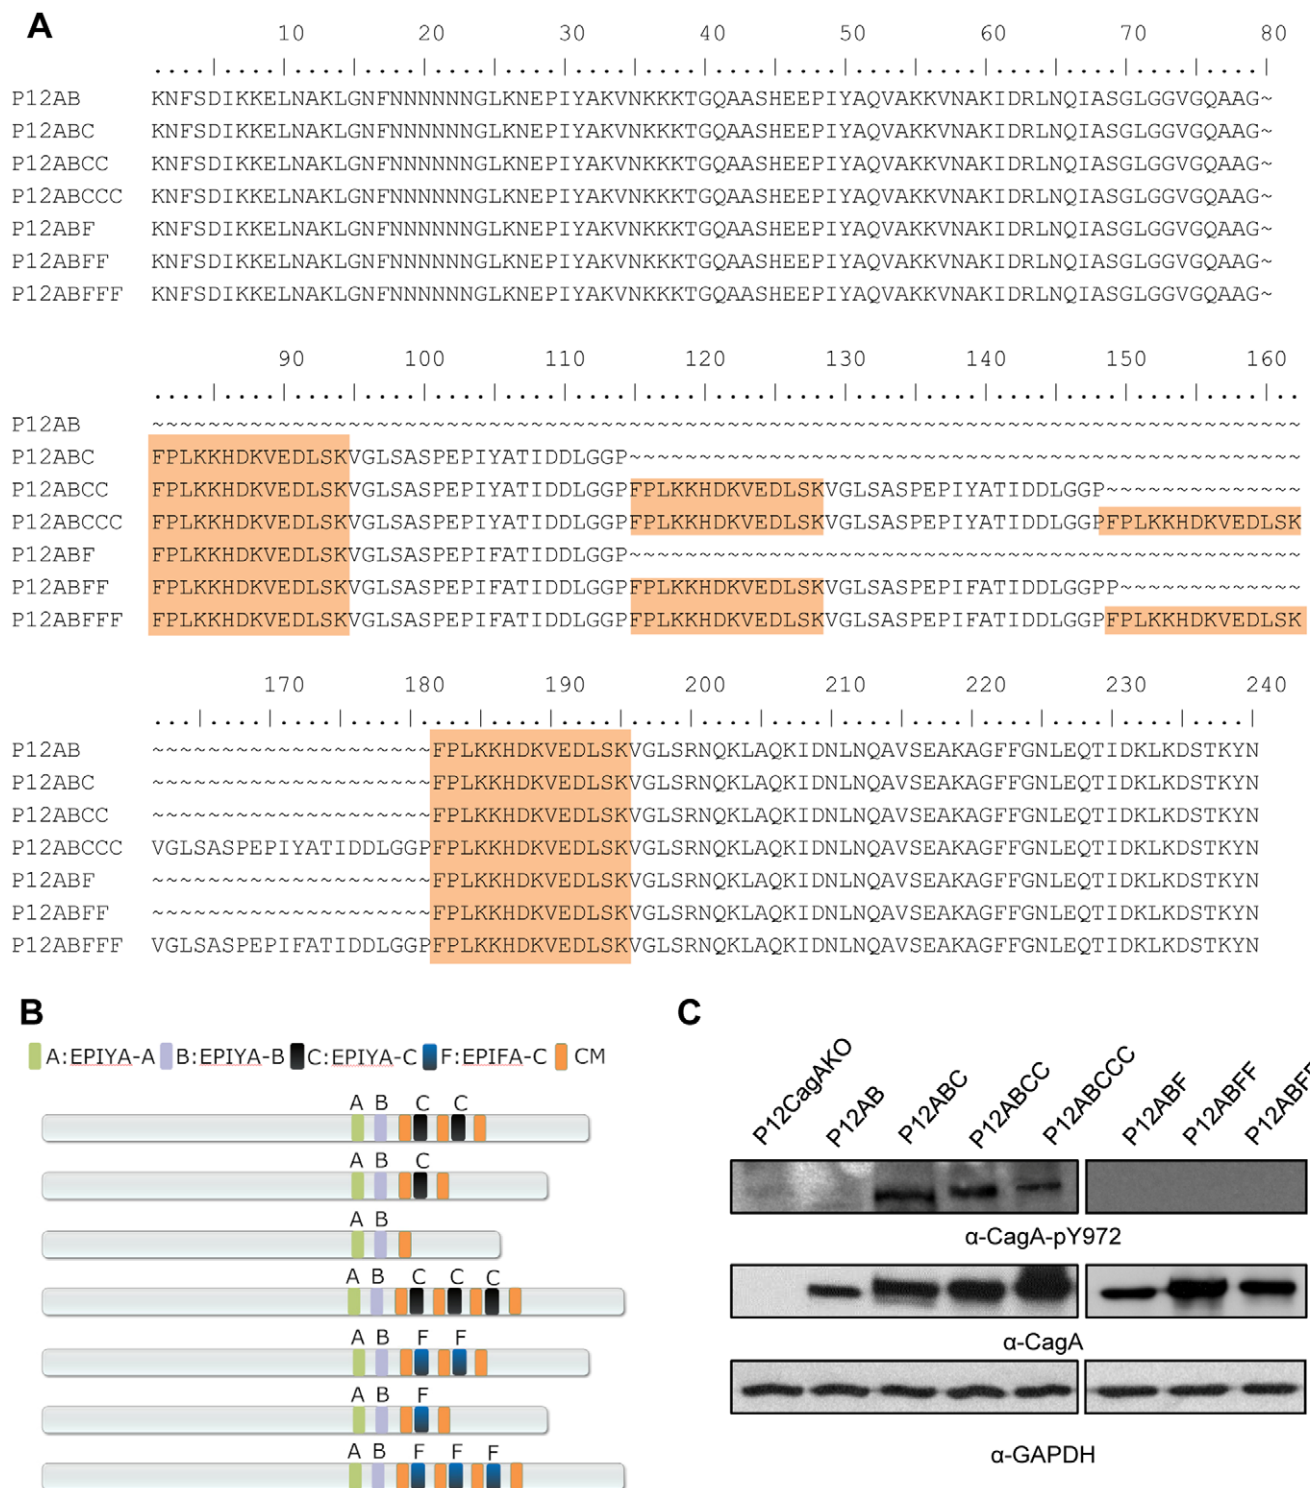 A
10 20 30 40 50 60 70 80
P12AB KNFSDIKKELNAKLGNFNNNNNNGLKNEPIYAKVNKKKTGQAASHEEPIYAQVAKKVNAKIDRLNQIASGLGGVGQAAG~
P12ABC KNFSDIKKELNAKLGNFNNNNNNGLKNEPIYAKVNKKKTGQAASHEEPIYAQVAKKVNAKIDRLNQIASGLGGVGQAAG~
P12ABCC KNFSDIKKELNAKLGNFNNNNNNGLKNEPIYAKVNKKKTGQAASHEEPIYAQVAKKVNAKIDRLNQIASGLGGVGQAAG~
P12ABCCC KNFSDIKKELNAKLGNFNNNNNNGLKNEPIYAKVNKKKTGQAASHEEPIYAQVAKKVNAKIDRLNQIASGLGGVGQAAG~
P12ABF KNFSDIKKELNAKLGNFNNNNNNGLKNEPIYAKVNKKKTGQAASHEEPIYAQVAKKVNAKIDRLNQIASGLGGVGQAAG~
P12ABFF KNFSDIKKELNAKLGNFNNNNNNGLKNEPIYAKVNKKKTGQAASHEEPIYAQVAKKVNAKIDRLNQIASGLGGVGQAAG~
P12ABFFF KNFSDIKKELNAKLGNFNNNNNNGLKNEPIYAKVNKKKTGQAASHEEPIYAQVAKKVNAKIDRLNQIASGLGGVGQAAG~
90 100 110 120 130 140 150 160
P12AB ~~~~~~~~~~~~~~~~~~~~~~~~~~~~~~~~~~~~~~~~~~~~~~~~~~~~~~~~~~~~~~~~~~~~~~~~~~~~~~~~~~
P12ABC FPLKKHDKVEDLSKVGLSASPEPIYATIDDLGGP~~~~~~~~~~~~~~~~~~~~~~~~~~~~~~~~~~~~~~~~~~~~~~~~
P12ABCC FPLKKHDKVEDLSKVGLSASPEPIYATIDDLGGPFPLKKHDKVEDLSKVGLSASPEPIYATIDDLGGP~~~~~~~~~~~~~~
P12ABCCC FPLKKHDKVEDLSKVGLSASPEPIYATIDDLGGPFPLKKHDKVEDLSKVGLSASPEPIYATIDDLGGPFPLKKHDKVEDLSK
P12ABF FPLKKHDKVEDLSKVGLSASPEPIFATIDDLGGP~~~~~~~~~~~~~~~~~~~~~~~~~~~~~~~~~~~~~~~~~~~~~~~~
P12ABFF FPLKKHDKVEDLSKVGLSASPEPIFATIDDLGGPFPLKKHDKVEDLSKVGLSASPEPIFATIDDLGGPP~~~~~~~~~~~~~
P12ABFFF FPLKKHDKVEDLSKVGLSASPEPIFATIDDLGGPFPLKKHDKVEDLSKVGLSASPEPIFATIDDLGGPFPLKKHDKVEDLSK
170 180 190 200 210 220 230 240
P12AB ~~~~~~~~~~~~~~~~~~~~FPLKKHDKVEDLSKVGLSRNQKLAQKIDNLNQAVSEAKAGFFGNLEQTIDKLKDSTKYN
P12ABC ~~~~~~~~~~~~~~~~~~~~FPLKKHDKVEDLSKVGLSRNQKLAQKIDNLNQAVSEAKAGFFGNLEQTIDKLKDSTKYN
P12ABCC ~~~~~~~~~~~~~~~~~~~~FPLKKHDKVEDLSKVGLSRNQKLAQKIDNLNQAVSEAKAGFFGNLEQTIDKLKDSTKYN
P12ABCCC VGLSASPEPIYATIDDLGGPFPLKKHDKVEDLSKVGLSRNQKLAQKIDNLNQAVSEAKAGFFGNLEQTIDKLKDSTKYN
P12ABF ~~~~~~~~~~~~~~~~~~~~FPLKKHDKVEDLSKVGLSRNQKLAQKIDNLNQAVSEAKAGFFGNLEQTIDKLKDSTKYN
P12ABFF ~~~~~~~~~~~~~~~~~~~~FPLKKHDKVEDLSKVGLSRNQKLAQKIDNLNQAVSEAKAGFFGNLEQTIDKLKDSTKYN
P12ABFFF VGLSASPEPIFATIDDLGGPFPLKKHDKVEDLSKVGLSRNQKLAQKIDNLNQAVSEAKAGFFGNLEQTIDKLKDSTKYN
B
A:EPIYA-A B:EPIYA-B C:EPIYA-C F:EPIFA-C CM
A B C C
A B C
A B
A B C C C
A B F F
A B F
A B F F F
C
P12CagAKO P12AB P12ABC P12ABCC P12ABCCC P12ABF P12ABFF
α-CagA-pY972
α-CagA
α-GAPDH